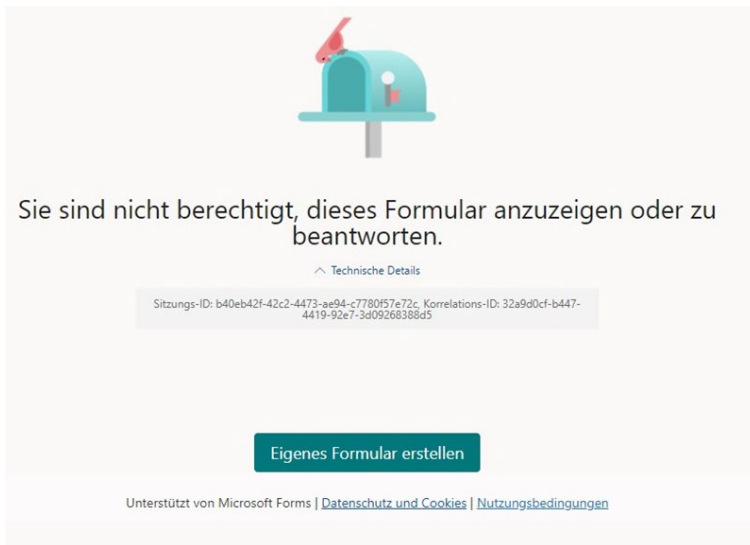 Sie sind nicht berechtigt, dieses Formular anzuzeigen oder zu
beantworten.
Technische Details
Sitzungs-ID: b40eb42f-42c2-4473-ae94-c7780f57e72c, Korrelations-ID: 32a9d0cf-b447-
4419-92e7-3d09268388d5
Eigenes Formular erstellen
Unterstützt von Microsoft Forms | Datenschutz und Cookies | Nutzungsbedingungen